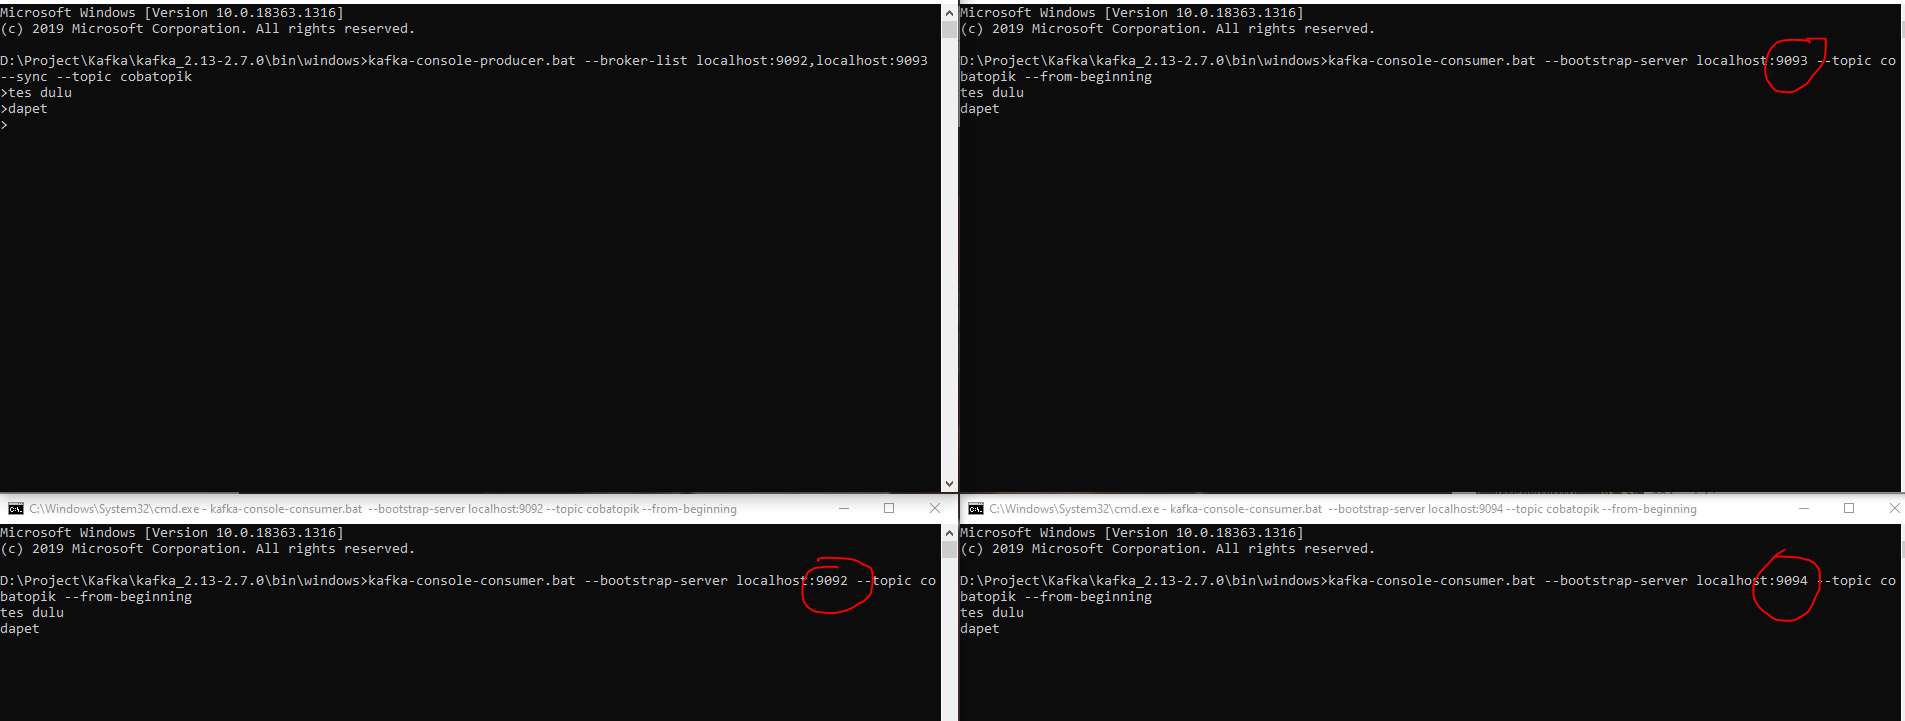 Microsoft Windows [Version 10.0.18363.1316]
(c) 2019 Microsoft Corporation. All rights reserved.
D:\Project\Kafka\kafka_2.13-2.7.0\bin\windows>kafka-console-producer.bat --broker-list localhost:9092,localhost:9093
--sync --topic cobatopik
>tes dulu
>dapet
>
Microsoft Windows [Version 10.0.18363.1316]
(c) 2019 Microsoft Corporation. All rights reserved.
D:\Project\Kafka\kafka_2.13-2.7.0\bin\windows>kafka-console-consumer.bat --bootstrap-server localhost:9093 --topic co
batopik --from-beginning
tes dulu
dapet
C:\Windows\System32\cmd.exe - kafka-console-consumer.bat --bootstrap-server localhost:9092 --topic cobatopik --from-beginning
Microsoft Windows [Version 10.0.18363.1316]
(c) 2019 Microsoft Corporation. All rights reserved.
D:\Project\Kafka\kafka_2.13-2.7.0\bin\windows>kafka-console-consumer.bat --bootstrap-server localhost:9092 --topic co
batopik --from-beginning
tes dulu
dapet
C:\Windows\System32\cmd.exe - kafka-console-consumer.bat --bootstrap-server localhost:9094 --topic cobatopik --from-beginning
Microsoft Windows [Version 10.0.18363.1316]
(c) 2019 Microsoft Corporation. All rights reserved.
D:\Project\Kafka\kafka_2.13-2.7.0\bin\windows>kafka-console-consumer.bat --bootstrap-server localhost:9094 --topic co
batopik --from-beginning
tes dulu
dapet